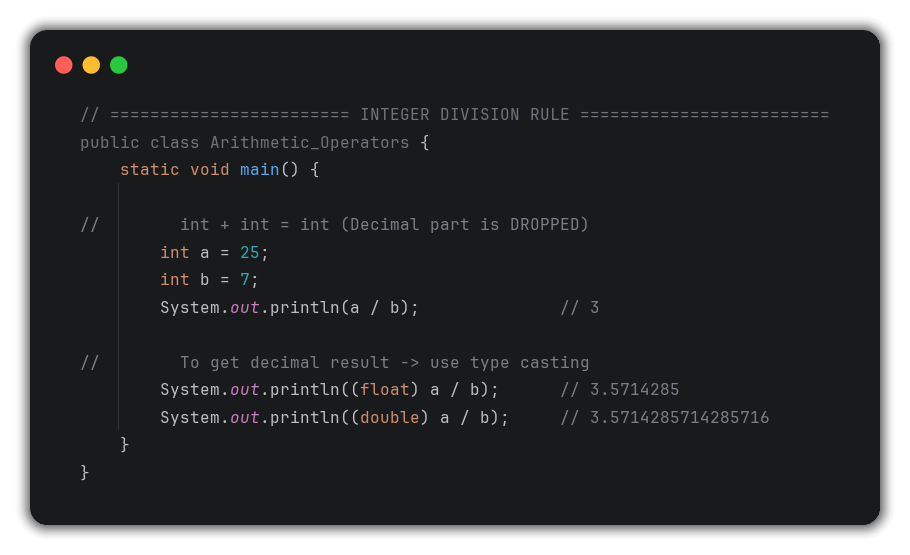 // ======================== INTEGER DIVISION RULE =========================
public class Arithmetic_Operators {
    static void main() {
//        int + int = int (Decimal part is DROPPED)
        int a = 25;
        int b = 7;
        System.out.println(a / b);              // 3
//        To get decimal result -> use type casting
        System.out.println((float) a / b);      // 3.5714285
        System.out.println((double) a / b);     // 3.5714285714285716
    }
}